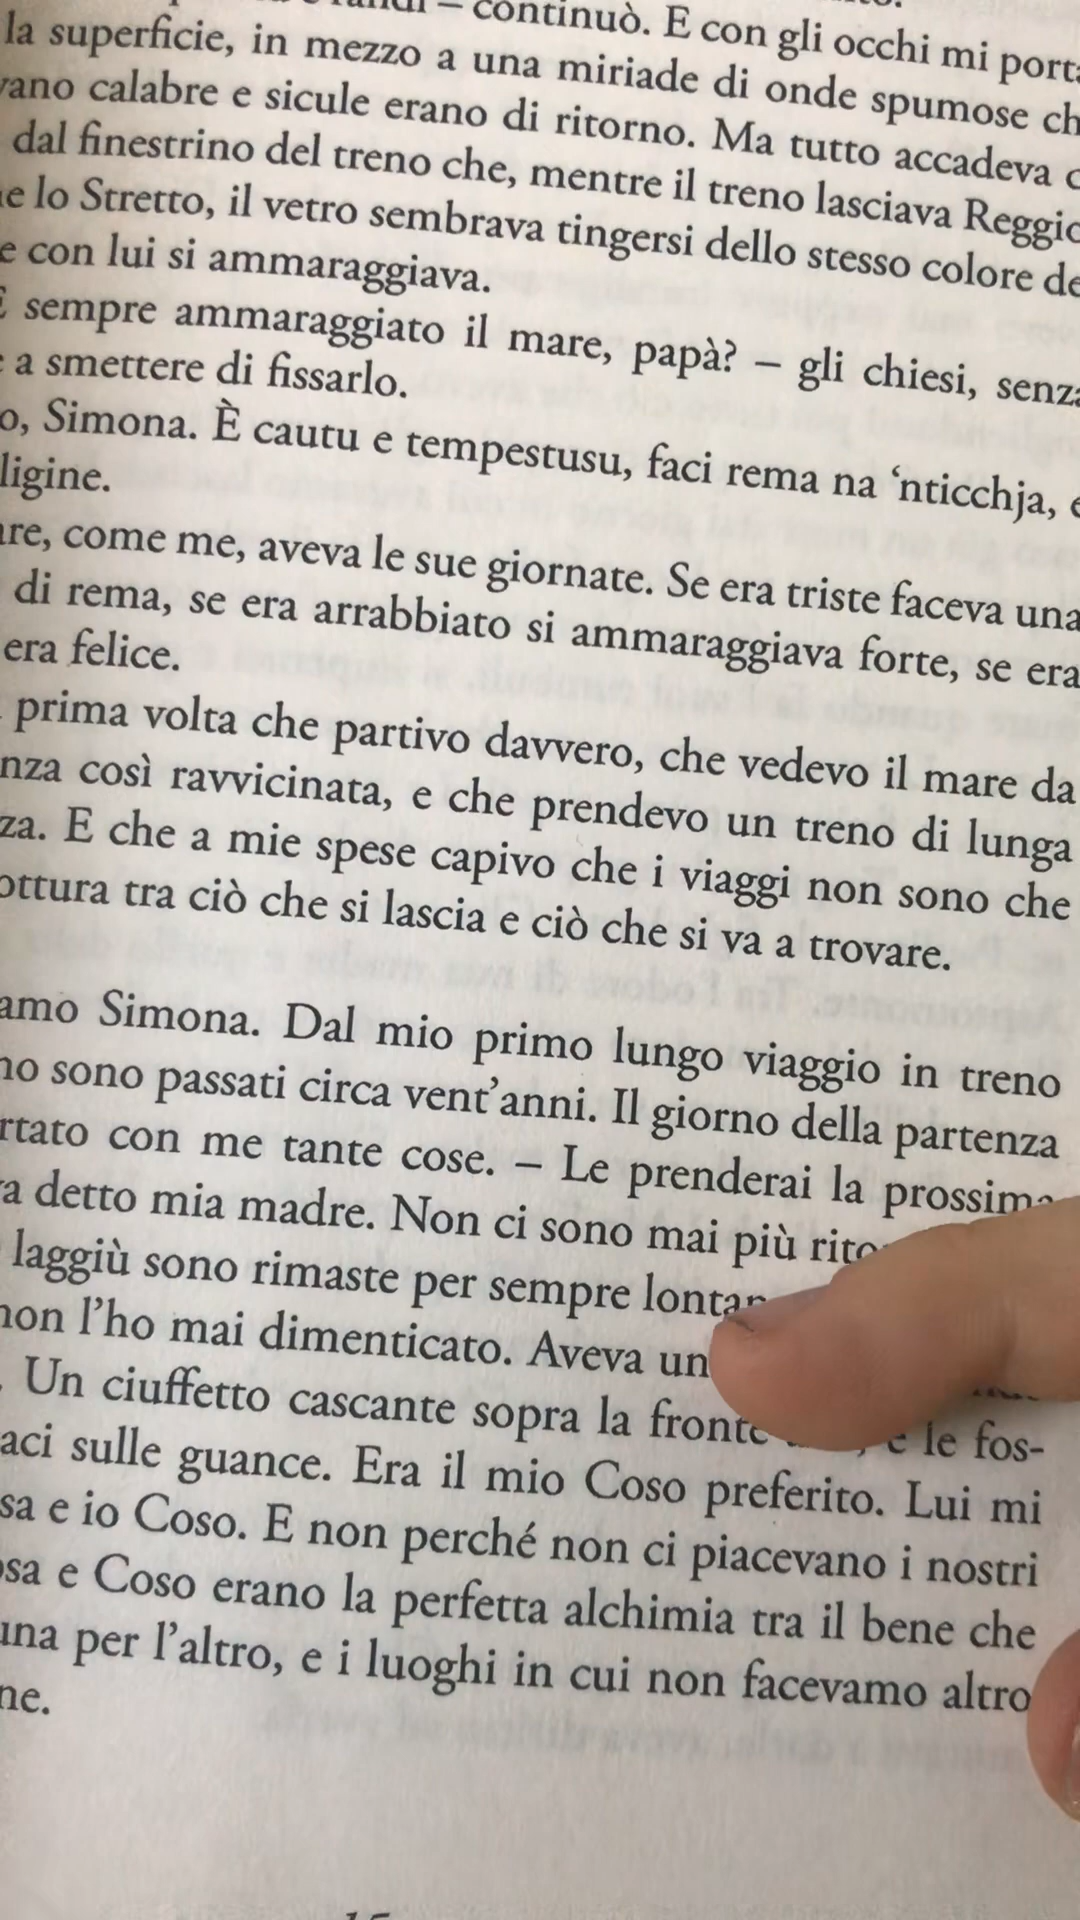 – continuò. E con gli occhi mi
la superficie, in mezzo a una miriade di onde spumose
calabre e sicule erano di ritorno. Ma tutto accadeva
dal finestrino del treno che, mentre il treno lasciava
lo Stretto, il vetro sembrava tingersi dello stesso colore
e con lui si ammaraggiava.
sempre ammaraggiato il mare, papà? – gli chiesi,
a smettere di fissarlo.
Simona. È cautu e tempestusu, faci rema na ‘nticchja,
ligine.
come me, aveva le sue giornate. Se era triste faceva una
di rema, se era arrabbiato si ammaraggiava forte, se era
era felice.
prima volta che partivo davvero, che vedevo il mare da
nza così ravvicinata, e che prendevo un treno di lunga
za. E che a mie spese capivo che i viaggi non sono che
ottura tra ciò che si lascia e ciò che si va a trovare.
amo Simona. Dal mio primo lungo viaggio in treno
no sono passati circa vent’anni. Il giorno della partenza
rtato con me tante cose. – Le prenderai la
detto mia madre. Non ci sono mai più
laggiù sono rimaste per sempre
non l’ho mai dimenticato. Aveva un
Un ciuffetto cascante sopra la fronte e le fos-
aci sulle guance. Era il mio Coso preferito. Lui mi
sa e io Coso. E non perché non ci piacevano i nostri
osa e Coso erano la perfetta alchimia tra il bene che
una per l’altro, e i luoghi in cui non facevamo altro
ne.